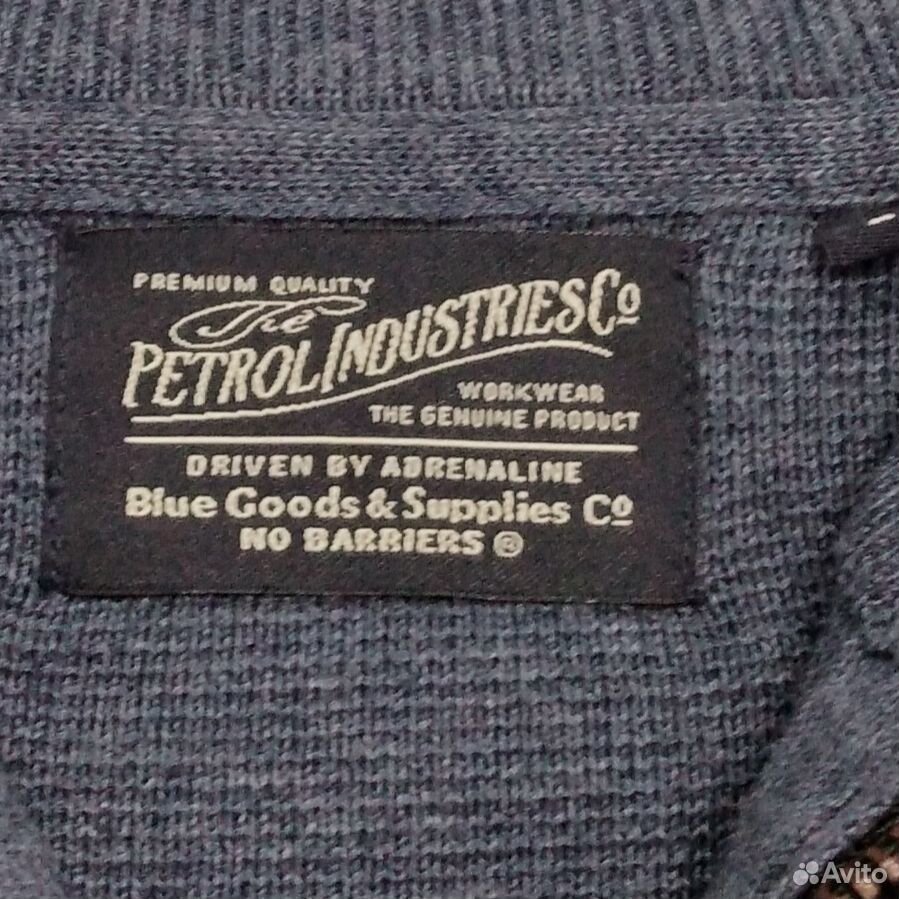 PREMIUM QUALITY
The
PETROL INDUSTRIES Co
WORKWEAR
THE GENUINE PRODUCT
DRIVEN BY ADRENALINE
Blue Goods & Supplies Co
NO BARRIERS ®
Avito